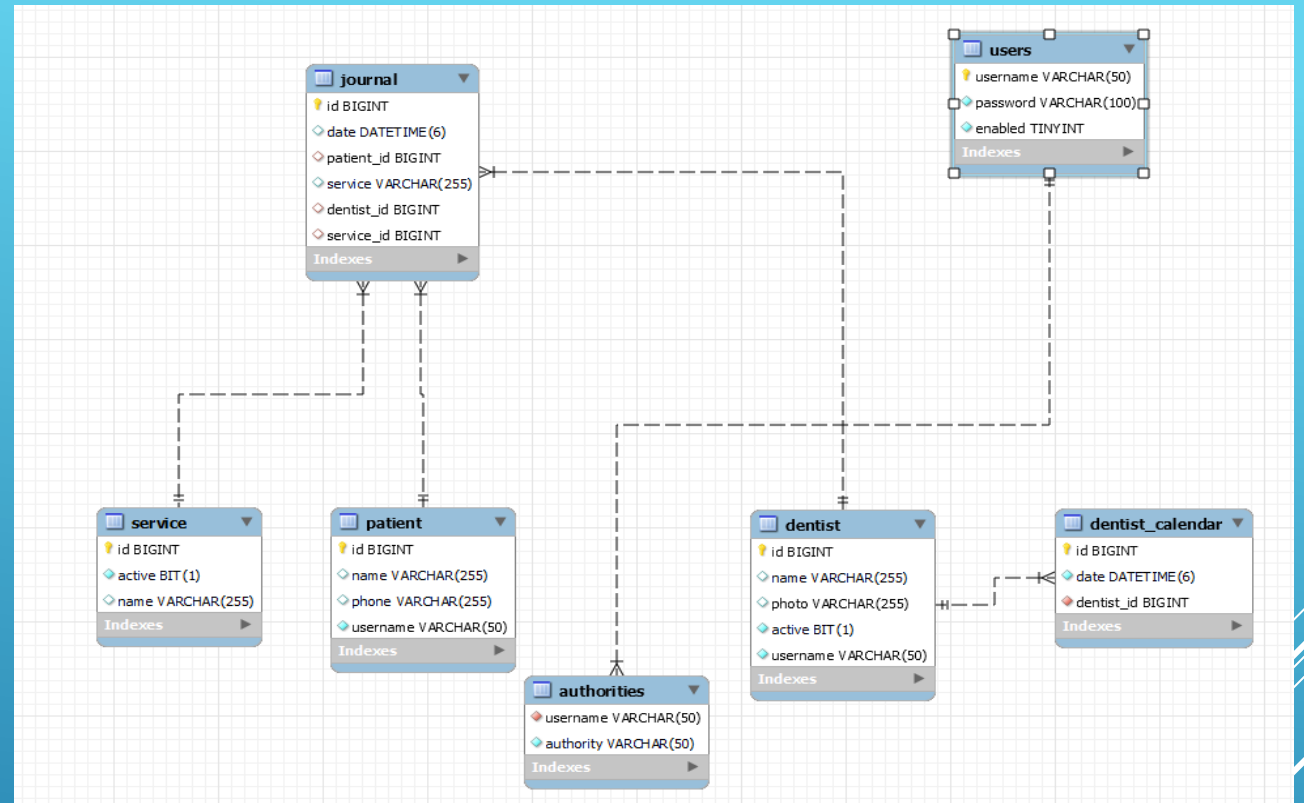 journal
id BIGINT
date DATETIME(6)
patient_id BIGINT
service VARCHAR(255)
dentist_id BIGINT
service_id BIGINT
Indexes
users
username VARCHAR(50)
password VARCHAR(100)
enabled TINYINT
Indexes
service
id BIGINT
active BIT(1)
name VARCHAR(255)
Indexes
patient
id BIGINT
name VARCHAR(255)
phone VARCHAR(255)
username VARCHAR(50)
Indexes
authorities
username VARCHAR(50)
authority VARCHAR(50)
Indexes
dentist
id BIGINT
name VARCHAR(255)
photo VARCHAR(255)
active BIT(1)
username VARCHAR(50)
Indexes
dentist_calendar
id BIGINT
date DATETIME(6)
dentist_id BIGINT
Indexes